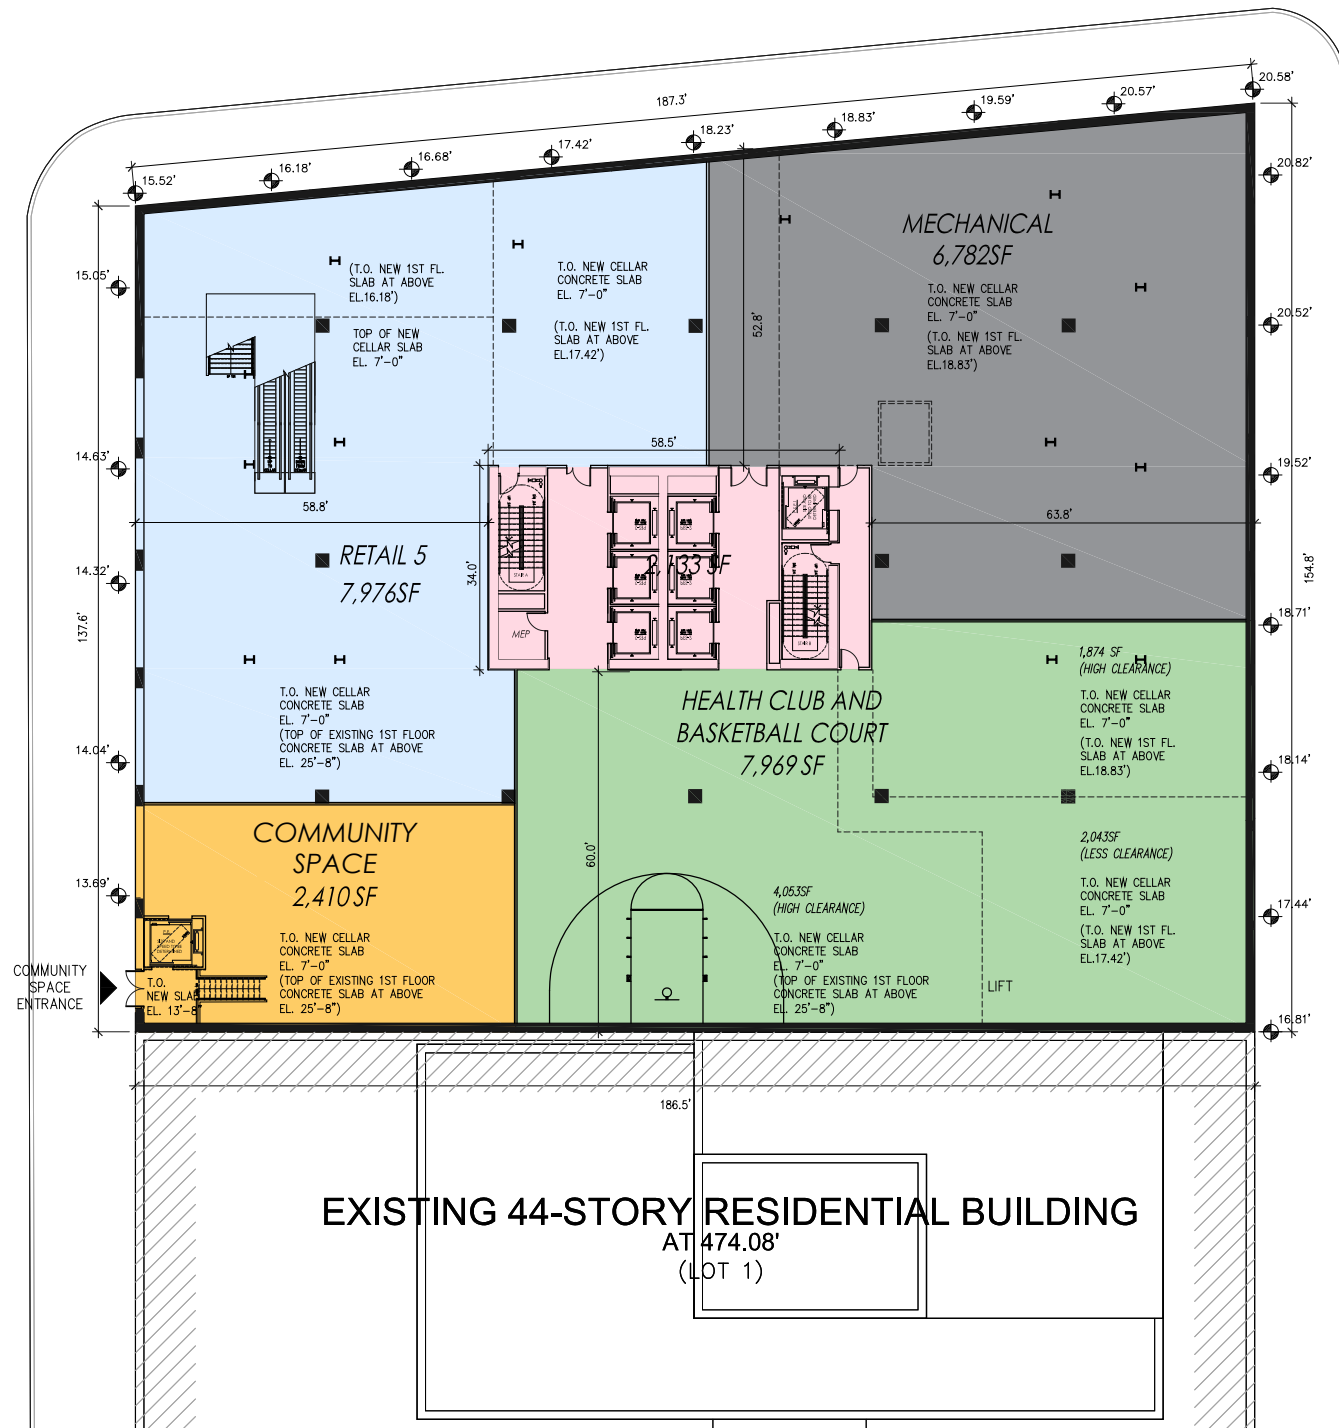 20.58'
187.3'
20.57'
19.59'
18.83'
18.23'
17.42'
16.68'
16.18'
15.52'
20.82'
MECHANICAL
6,782SF
T.O. NEW CELLAR
CONCRETE SLAB
EL. 7'-0"
(T.O. NEW 1ST FL.
SLAB AT ABOVE
EL.18.83')
15.05'
(T.O. NEW 1ST FL.
SLAB AT ABOVE
EL.16.18')
TOP OF NEW
CELLAR SLAB
EL. 7'-0"
T.O. NEW CELLAR
CONCRETE SLAB
EL. 7'-0"
(T.O. NEW 1ST FL.
SLAB AT ABOVE
EL.17.42')
52.8'
20.52'
14.63'
58.5'
19.52'
58.8'
63.8'
RETAIL 5
7,976SF
34.0'
2,133 SF
STAIR A
STAIR B
MEP
14.32'
137.6'
154.8'
18.71'
T.O. NEW CELLAR
CONCRETE SLAB
EL. 7'-0"
(TOP OF EXISTING 1ST FLOOR
CONCRETE SLAB AT ABOVE
EL. 25'-8")
HEALTH CLUB AND
BASKETBALL COURT
7,969 SF
1,874 SF
(HIGH CLEARANCE)
T.O. NEW CELLAR
CONCRETE SLAB
EL. 7'-0"
(T.O. NEW 1ST FL.
SLAB AT ABOVE
EL.18.83')
14.04'
18.14'
COMMUNITY
SPACE
2,410 SF
60.0'
2,043SF
(LESS CLEARANCE)
T.O. NEW CELLAR
CONCRETE SLAB
EL. 7'-0"
(T.O. NEW 1ST FL.
SLAB AT ABOVE
EL.17.42')
13.69'
17.44'
4,053SF
(HIGH CLEARANCE)
T.O. NEW CELLAR
CONCRETE SLAB
EL. 7'-0"
(TOP OF EXISTING 1ST FLOOR
CONCRETE SLAB AT ABOVE
EL. 25'-8")
T.O. NEW CELLAR
CONCRETE SLAB
EL. 7'-0"
(TOP OF EXISTING 1ST FLOOR
CONCRETE SLAB AT ABOVE
EL. 25'-8")
COMMUNITY
SPACE
ENTRANCE
T.O.
NEW SLAB
EL. 13'-8"
LIFT
16.81'
186.5'
EXISTING 44-STORY RESIDENTIAL BUILDING
AT 474.08'
(LOT 1)